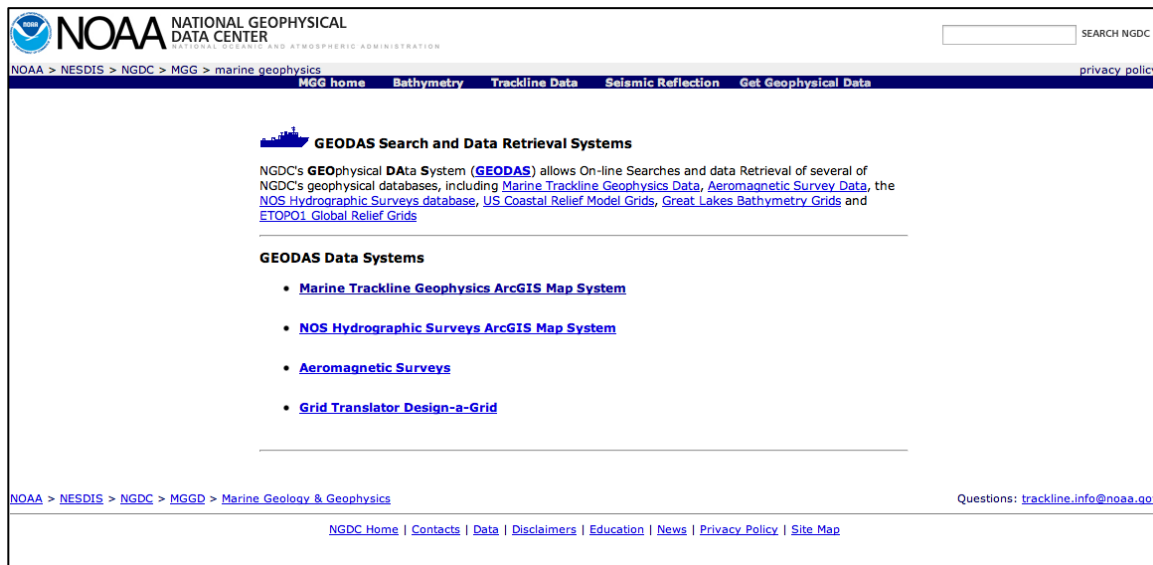 NOAA NATIONAL GEOPHYSICAL
DATA CENTER
NATIONAL OCEANIC AND ATMOSPHERIC ADMINISTRATION
SEARCH NGDC
NOAA > NESDIS > NGDC > MGG > marine geophysics privacy policy
MGG home Bathymetry Trackline Data Seismic Reflection Get Geophysical Data
GEODAS Search and Data Retrieval Systems
NGDC's GEOphysical DAta System (GEODAS) allows On-line Searches and data Retrieval of several of
NGDC's geophysical databases, including Marine Trackline Geophysics Data, Aeromagnetic Survey Data, the
NOS Hydrographic Surveys database, US Coastal Relief Model Grids, Great Lakes Bathymetry Grids and
ETOPO1 Global Relief Grids
GEODAS Data Systems
• Marine Trackline Geophysics ArcGIS Map System
• NOS Hydrographic Surveys ArcGIS Map System
• Aeromagnetic Surveys
• Grid Translator Design-a-Grid
NOAA > NESDIS > NGDC > MGGD > Marine Geology & Geophysics Questions: trackline.info@noaa.go
NGDC Home | Contacts | Data | Disclaimers | Education | News | Privacy Policy | Site Map